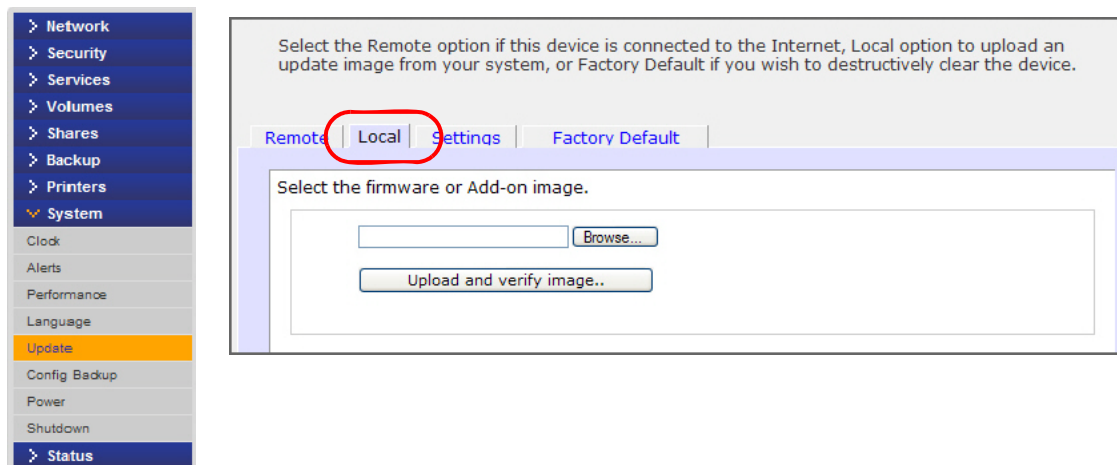 Network
Security
Services
Volumes
Shares
Backup
Printers
System
Clock
Alerts
Performance
Language
Update
Config Backup
Power
Shutdown
Status
Select the Remote option if this device is connected to the Internet, Local option to upload an
update image from your system, or Factory Default if you wish to destructively clear the device.
Remote Local Settings Factory Default
Select the firmware or Add-on image.
Browse...
Upload and verify image..